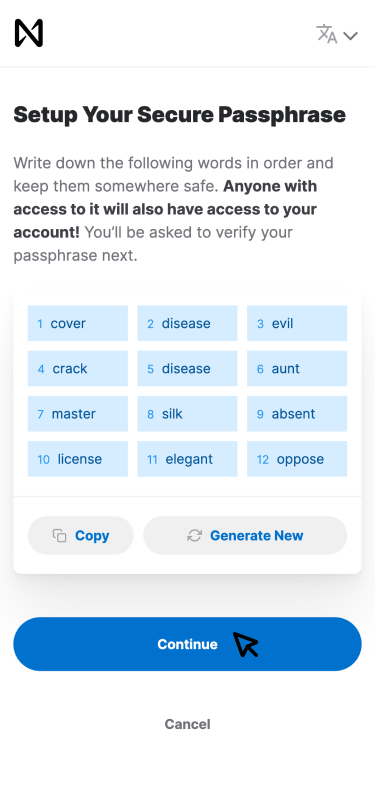 Setup Your Secure Passphrase
Write down the following words in order and
keep them somewhere safe. Anyone with
access to it will also have access to your
account! You'll be asked to verify your
passphrase next.
1 cover 2 disease 3 evil
4 crack 5 disease 6 aunt
7 master 8 silk 9 absent
10 license 11 elegant 12 oppose
Copy Generate New
Continue
Cancel